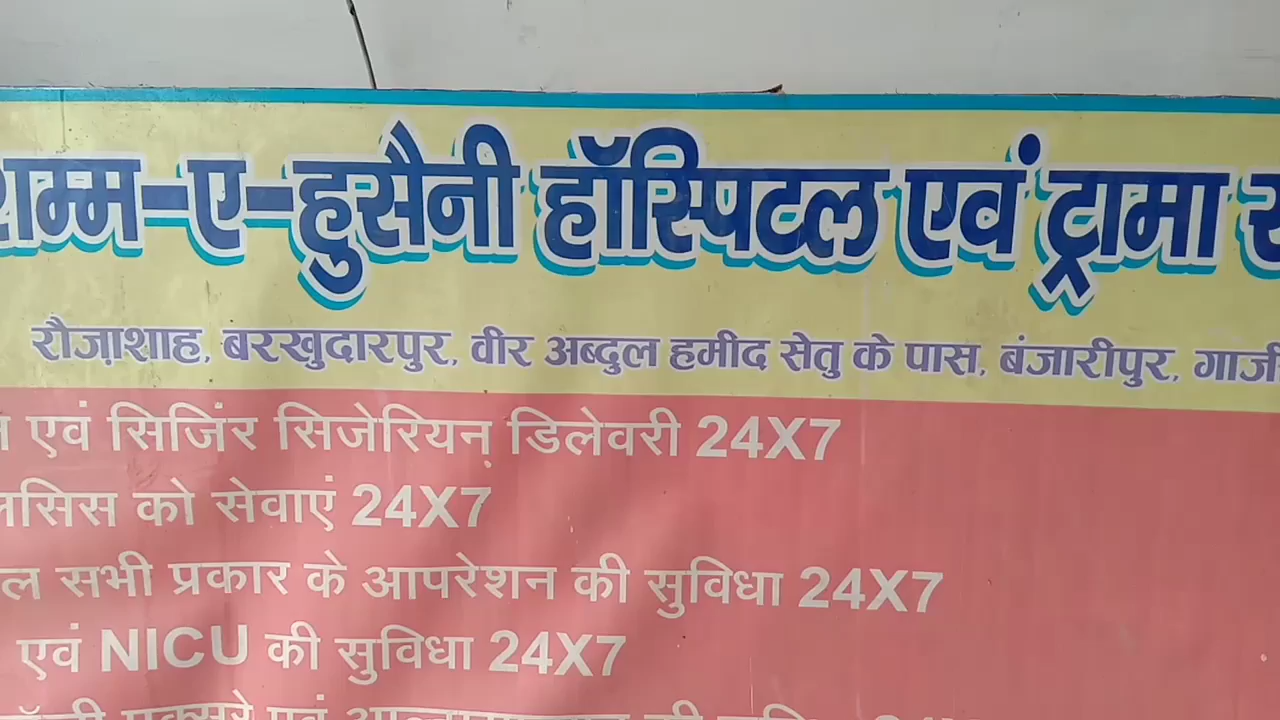 शम्म-ए-हुसैनी हॉस्पिटल एवं ट्रामा
रौज़ाशाह, बरखुदारपुर, वीर अब्दुल हमीद सेतु के पास, बंजारीपुर,
एवं सिजिंर सिजेरियन डिलेवरी 24X7
को सेवाएं 24X7
सभी प्रकार के आपरेशन की सुविधा 24X7
एवं NICU की सुविधा 24X7